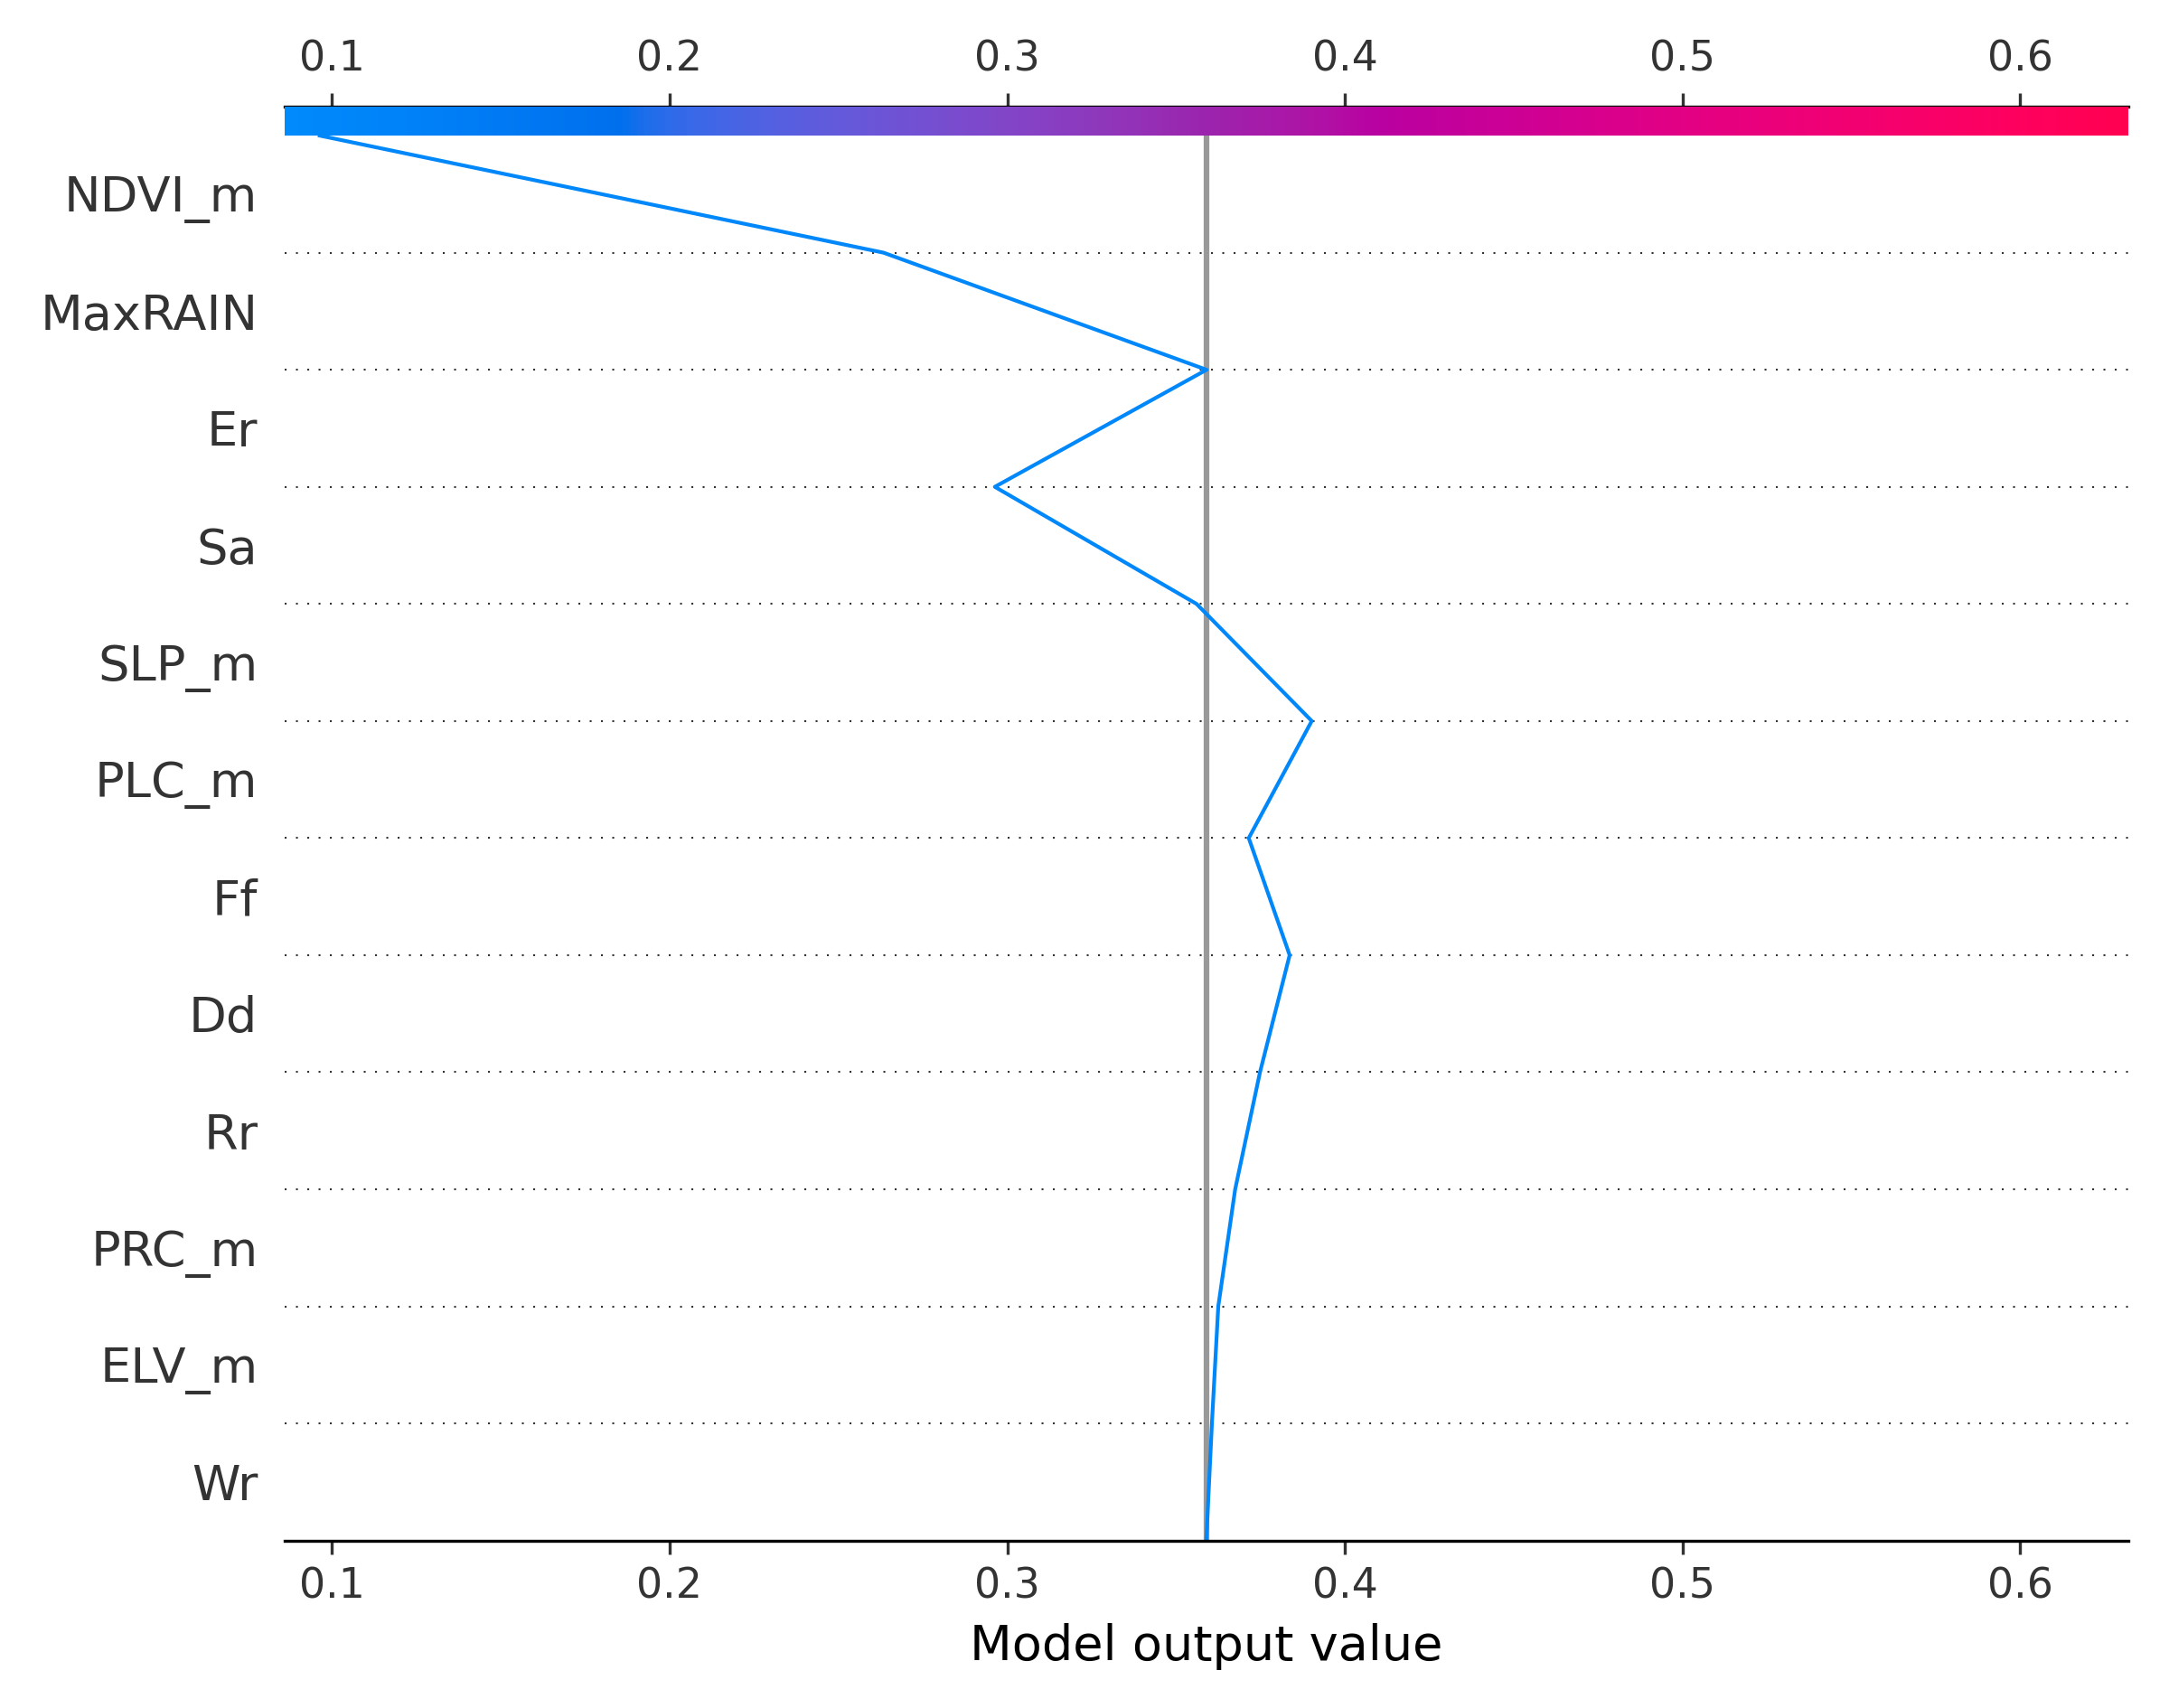 0.1 0.2 0.3 0.4 0.5 0.6
NDVI_m
MaxRAIN
Er
Sa
SLP_m
PLC_m
Ff
Dd
Rr
PRC_m
ELV_m
Wr
0.1 0.2 0.3 0.4 0.5 0.6
Model output value